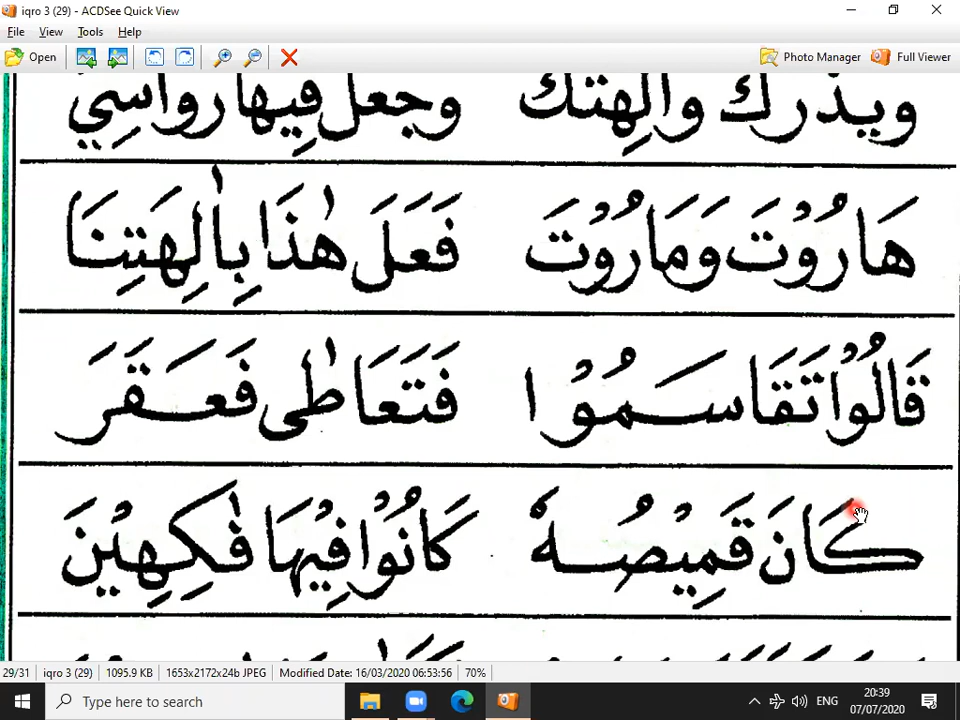 iqro 3 (29) - ACDSee Quick View
File View Tools Help
Open Photo Manager Full Viewer
ويذرك والهتك وجعل فيها رواسي
هَارُوْتَ وَمَارُوْتَ فَعَلَ هٰذَا بِاٰلِهَتِنَا
قَالُوْا تَقَاسَمُوْا فَتَعَاطٰى فَعَقَرَ
كَانَ قَمِيْصُهٗ كَانُوْا فِيْهَا فٰكِهِيْنَ
29/31 iqro 3 (29) 1095.9 KB 1653x2172x24b JPEG Modified Date: 16/03/2020 06:53:56 70%
Type here to search ENG 20:39
07/07/2020